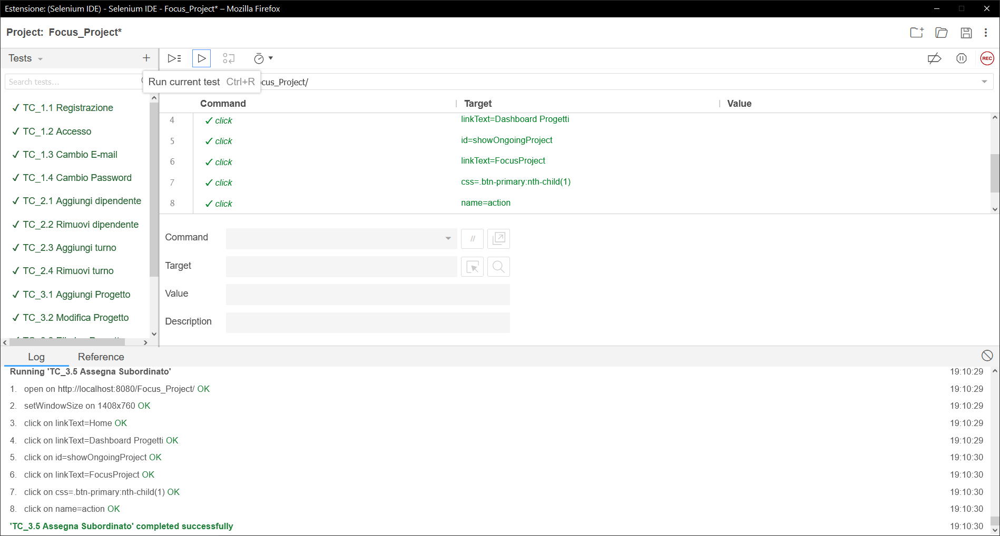 Estensione: (Selenium IDE) - Selenium IDE - Focus_Project* – Mozilla Firefox
Project: Focus_Project*
Tests
Search tests...
Run current test Ctrl+R
cus_Project/
REC
✓ TC_1.1 Registrazione
✓ TC_1.2 Accesso
✓ TC_1.3 Cambio E-mail
✓ TC_1.4 Cambio Password
✓ TC_2.1 Aggiungi dipendente
✓ TC_2.2 Rimuovi dipendente
✓ TC_2.3 Aggiungi turno
✓ TC_2.4 Rimuovi turno
✓ TC_3.1 Aggiungi Progetto
✓ TC_3.2 Modifica Progetto
Command Target Value
4 ✓ click linkText=Dashboard Progetti
5 ✓ click id=showOngoingProject
6 ✓ click linkText=FocusProject
7 ✓ click css=.btn-primary:nth-child(1)
8 ✓ click name=action
Command //
Target
Value
Description
Log Reference
Running 'TC_3.5 Assegna Subordinato' 19:10:29
1. open on http://localhost:8080/Focus_Project/ OK 19:10:29
2. setWindowSize on 1408x760 OK 19:10:29
3. click on linkText=Home OK 19:10:29
4. click on linkText=Dashboard Progetti OK 19:10:29
5. click on id=showOngoingProject OK 19:10:30
6. click on linkText=FocusProject OK 19:10:30
7. click on css=.btn-primary:nth-child(1) OK 19:10:30
8. click on name=action OK 19:10:30
'TC_3.5 Assegna Subordinato' completed successfully 19:10:30